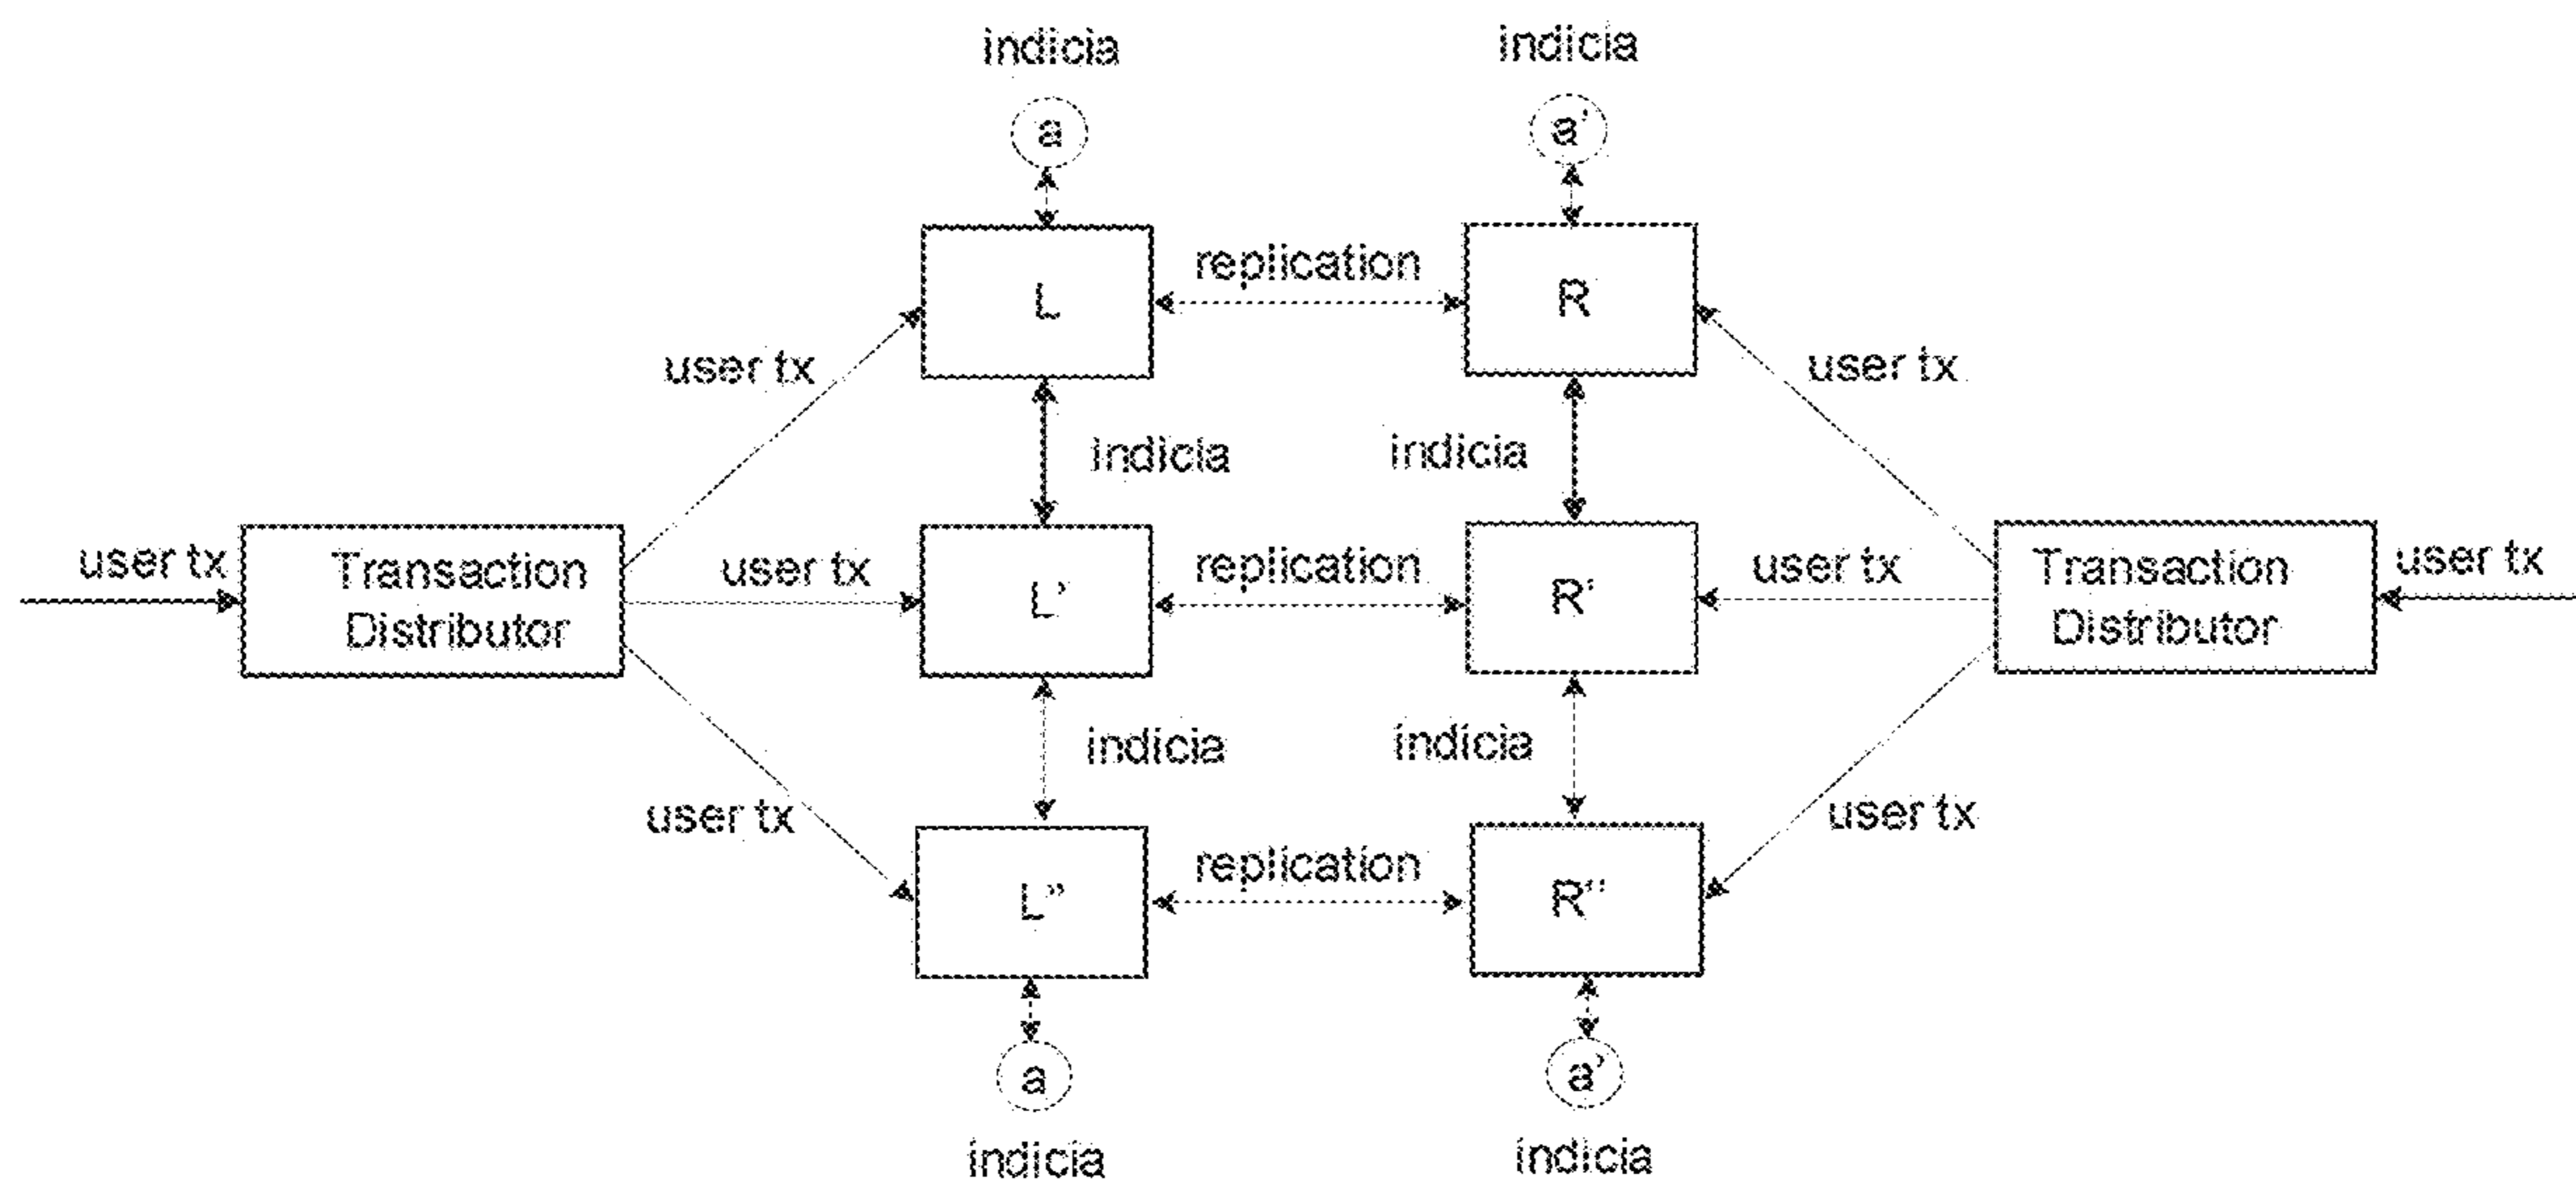 indicia
indicia
a
a'
L
replication
R
user tx
user tx
indicia
indicia
user tx
Transaction
Distributor
user tx
L'
replication
R'
user tx
Transaction
Distributor
user tx
indicia
indicia
user tx
user tx
L"
replication
R"
a
a'
indicia
indicia